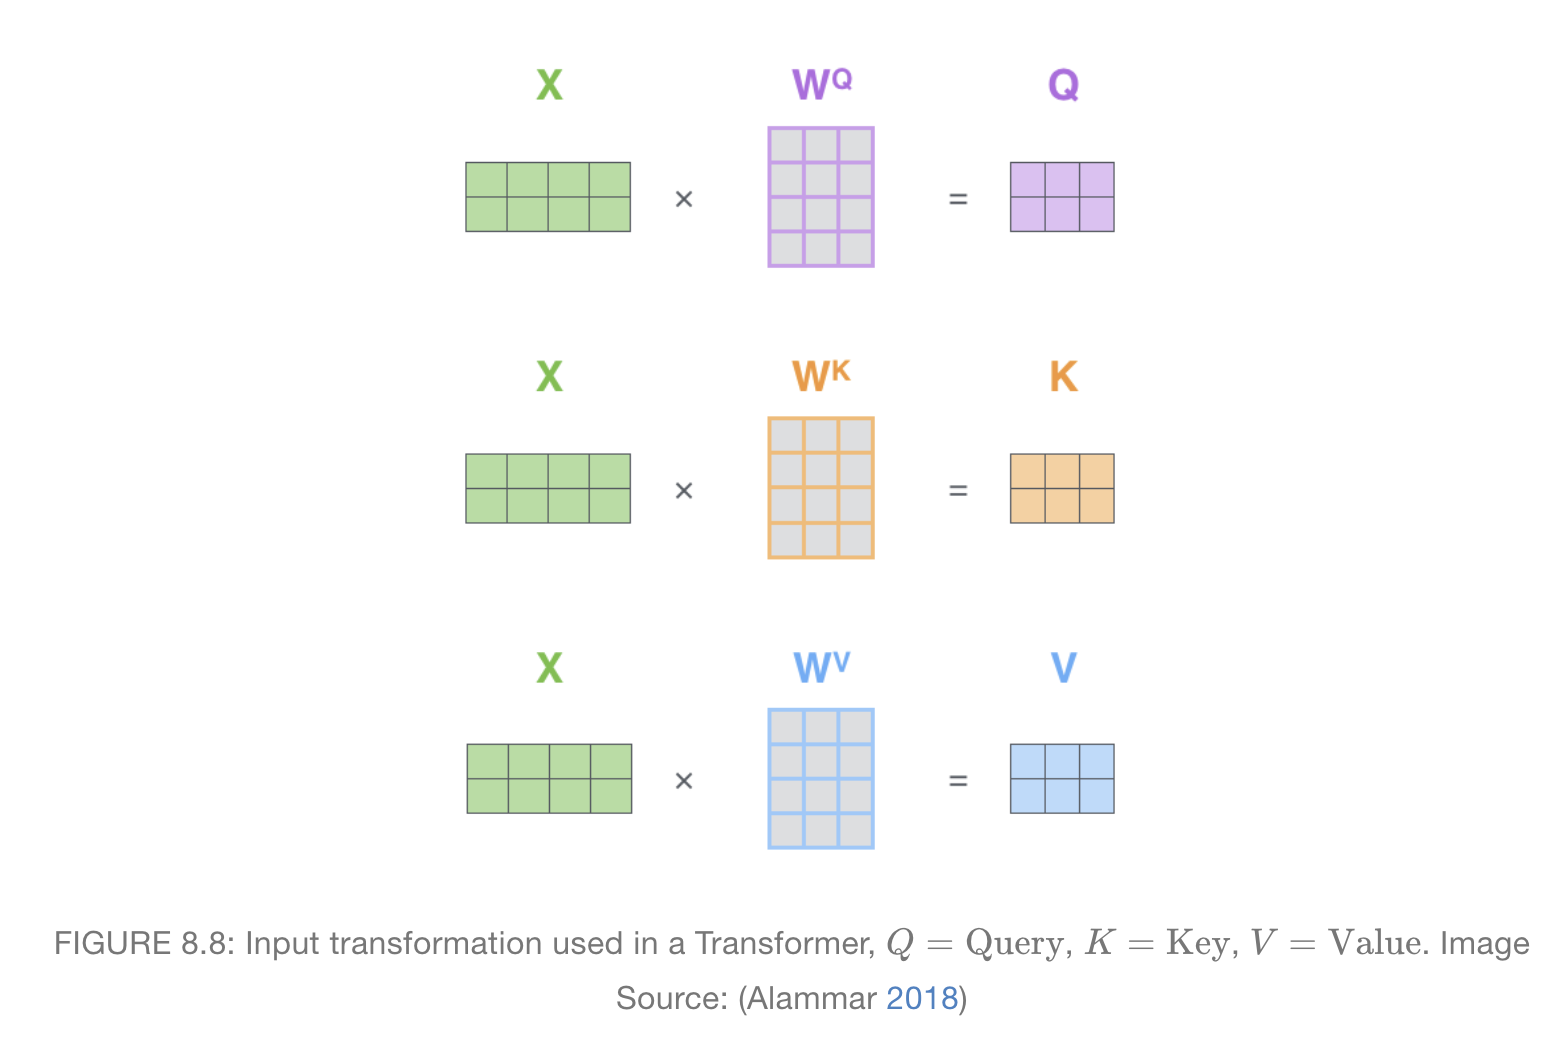 X WQ Q
× =
X WK K
× =
X WV V
× =
FIGURE 8.8: Input transformation used in a Transformer, Q = Query, K = Key, V = Value. Image
Source: (Alammar 2018)